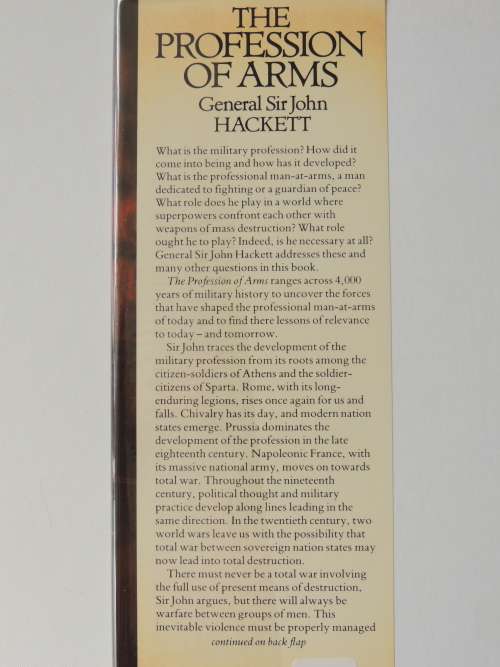 THE
PROFESSION
OF ARMS
General Sir John
HACKETT
What is the military profession? How did it
come into being and how has it developed?
What is the professional man-at-arms, a man
dedicated to fighting or a guardian of peace?
What role does he play in a world where
superpowers confront each other with
weapons of mass destruction? What role
ought he to play? Indeed, is he necessary at all?
General Sir John Hackett addresses these and
many other questions in this book.
The Profession of Arms ranges across 4,000
years of military history to uncover the forces
that have shaped the professional man-at-arms
of today and to find there lessons of relevance
to today – and tomorrow.
Sir John traces the development of the
military profession from its roots among the
citizen-soldiers of Athens and the soldier-
citizens of Sparta. Rome, with its long-
enduring legions, rises once again for us and
falls. Chivalry has its day, and modern nation
states emerge. Prussia dominates the
development of the profession in the late
eighteenth century. Napoleonic France, with
its massive national army, moves on towards
total war. Throughout the nineteenth
century, political thought and military
practice develop along lines leading in the
same direction. In the twentieth century, two
world wars leave us with the possibility that
total war between sovereign nation states may
now lead into total destruction.
There must never be a total war involving
the full use of present means of destruction,
Sir John argues, but there will always be
warfare between groups of men. This
inevitable violence must be properly managed
continued on back flap